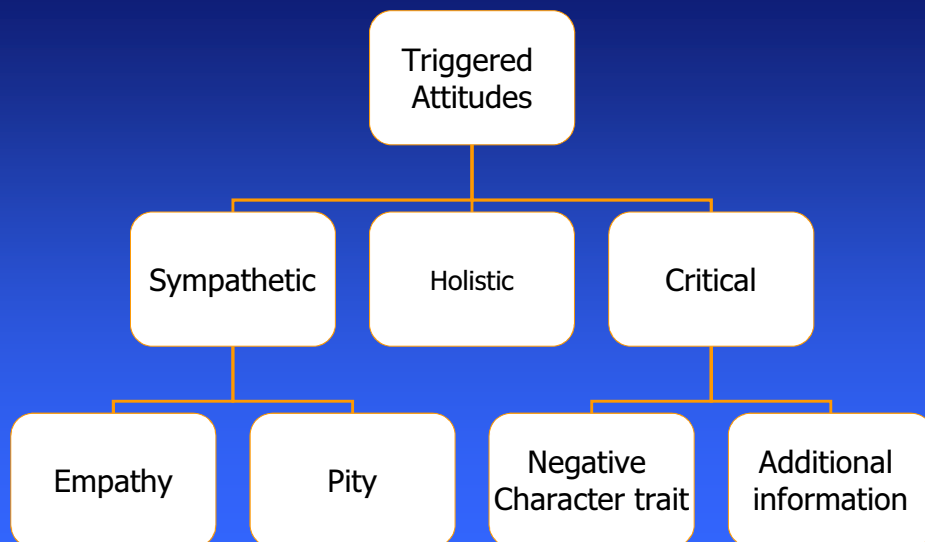 Triggered
Attitudes
Sympathetic
Holistic
Critical
Empathy
Pity
Negative
Character trait
Additional
information